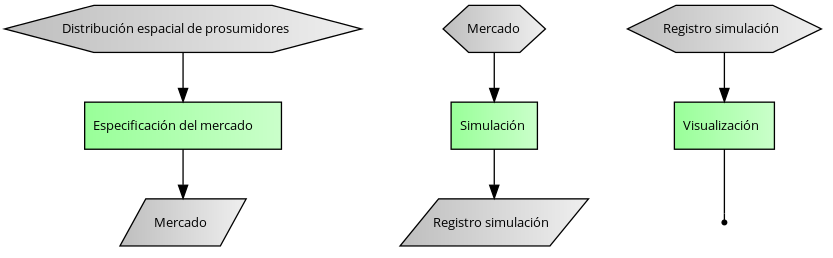 Distribución espacial de prosumidores
Especificación del mercado
Mercado
Mercado
Simulación
Registro simulación
Registro simulación
Visualización